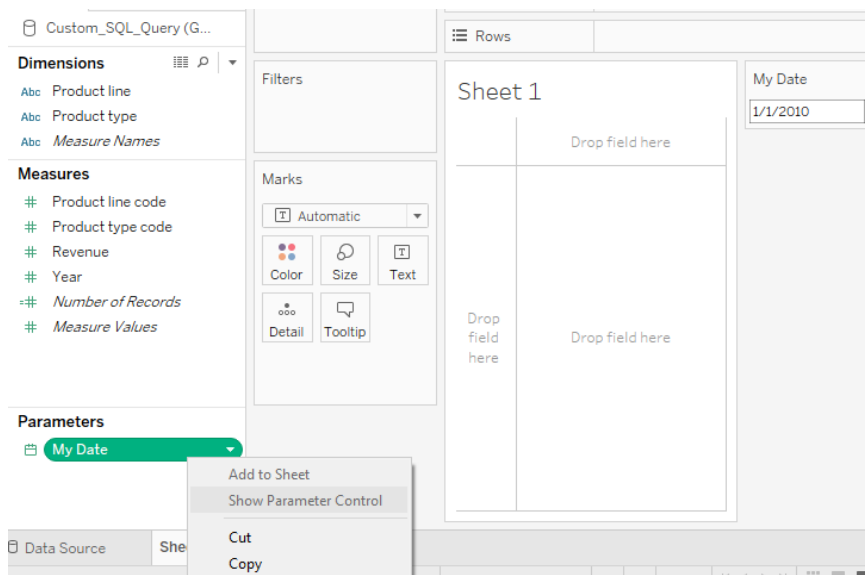 Custom_SQL_Query (G...
Dimensions
Abc Product line
Abc Product type
Abc Measure Names
Measures
# Product line code
# Product type code
# Revenue
# Year
=# Number of Records
# Measure Values
Parameters
My Date
Filters
Marks
T Automatic
Color Size T Text
Detail Tooltip
Rows
Sheet 1
Drop field here
Drop
field
here
Drop field here
My Date
1/1/2010
Add to Sheet
Show Parameter Control
Cut
Copy
Data Source